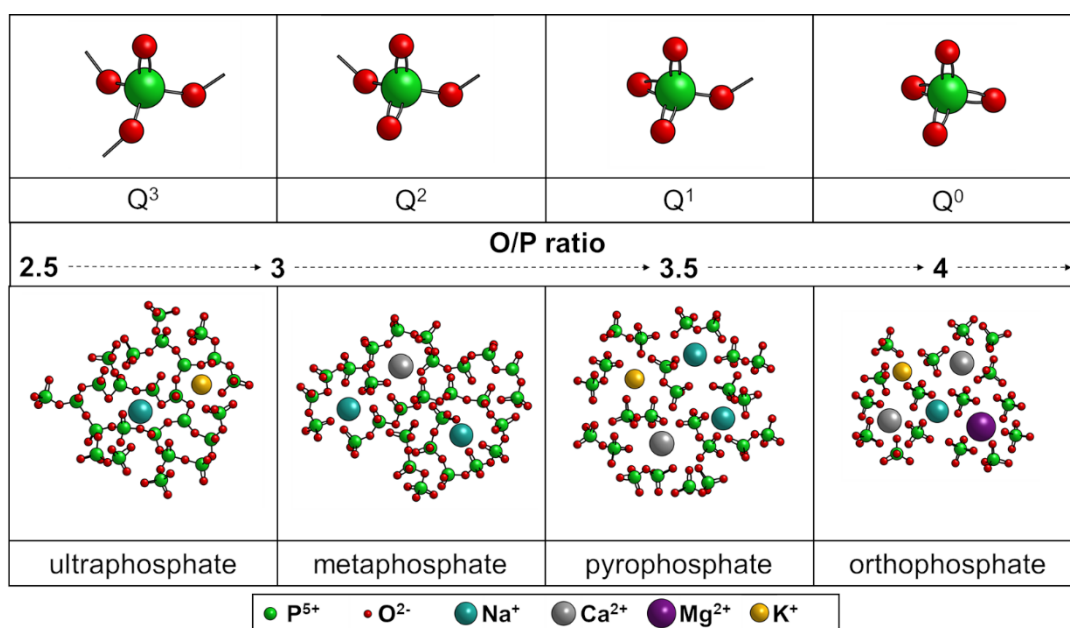 Q³ Q² Q¹ Q⁰
O/P ratio
2.5 3 3.5 4
ultraphosphate metaphosphate pyrophosphate orthophosphate
P⁵⁺ O²⁻ Na⁺ Ca²⁺ Mg²⁺ K⁺